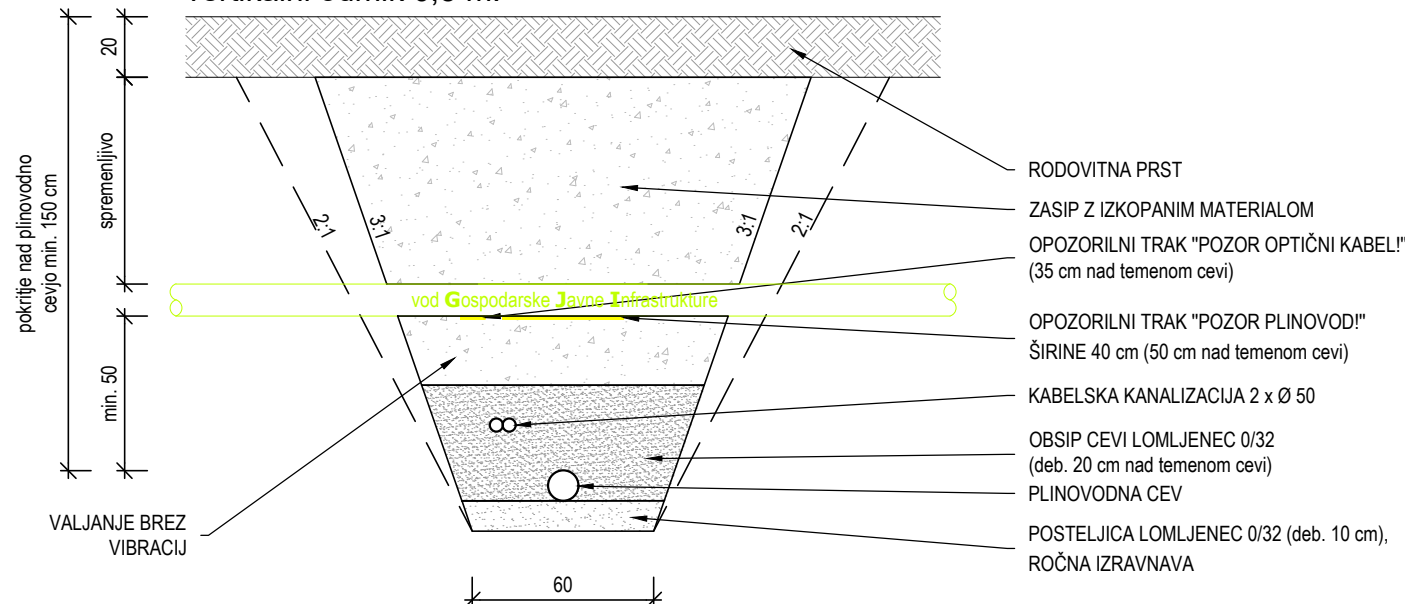 20
pokritje nad plinovodno
cevjo min. 150 cm
spremenljivo
min. 50
2:1
3:1
3:1
2:1
vod Gospodarske Javne Infrastrukture
RODOVITNA PRST
ZASIP Z IZKOPANIM MATERIALOM
OPOZORILNI TRAK "POZOR OPTIČNI KABEL!"
(35 cm nad temenom cevi)
OPOZORILNI TRAK "POZOR PLINOVOD!"
ŠIRINE 40 cm (50 cm nad temenom cevi)
KABELSKA KANALIZACIJA 2 x Ø 50
OBSIP CEVI LOMLJENEC 0/32
(deb. 20 cm nad temenom cevi)
PLINOVODNA CEV
POSTELJICA LOMLJENEC 0/32 (deb. 10 cm),
ROČNA IZRAVNAVA
VALJANJE BREZ
VIBRACIJ
60